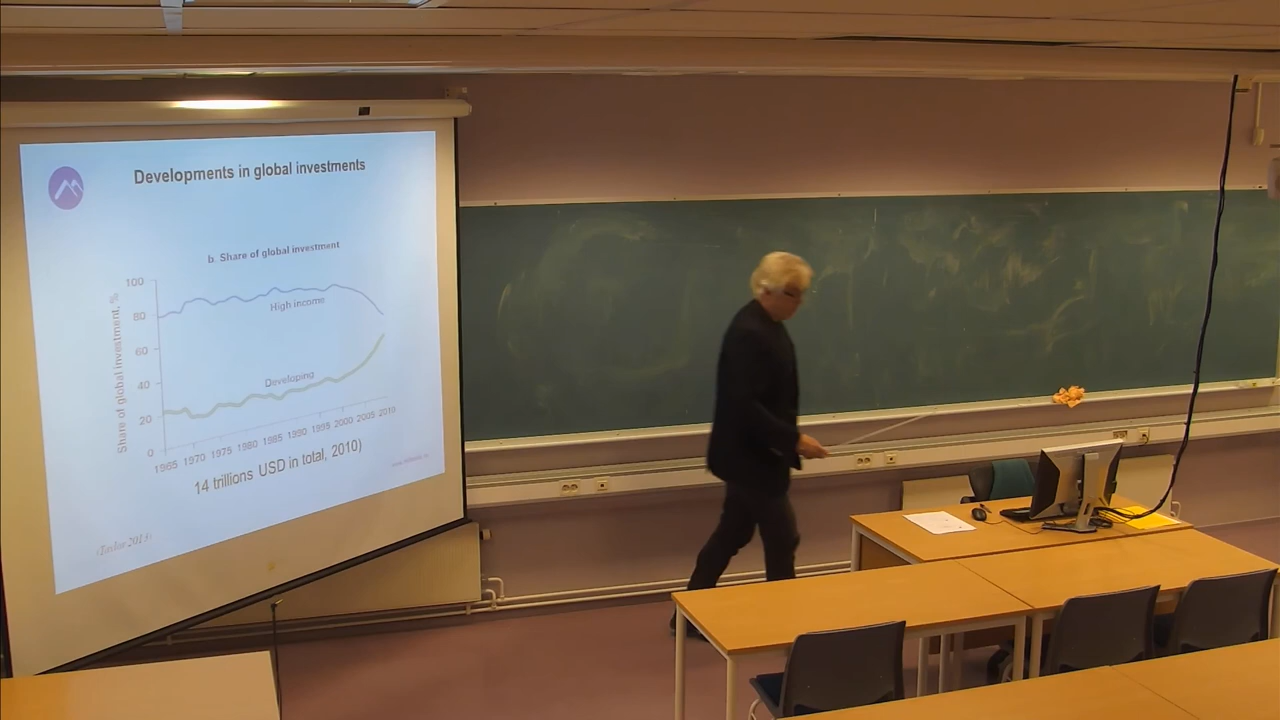 Developments in global investments
b. Share of global investment
Share of global investment, %
100
80
60
40
20
0
High income
Developing
1965 1970 1975 1980 1985 1990 1995 2000 2005 2010
14 trillions USD in total, 2010)